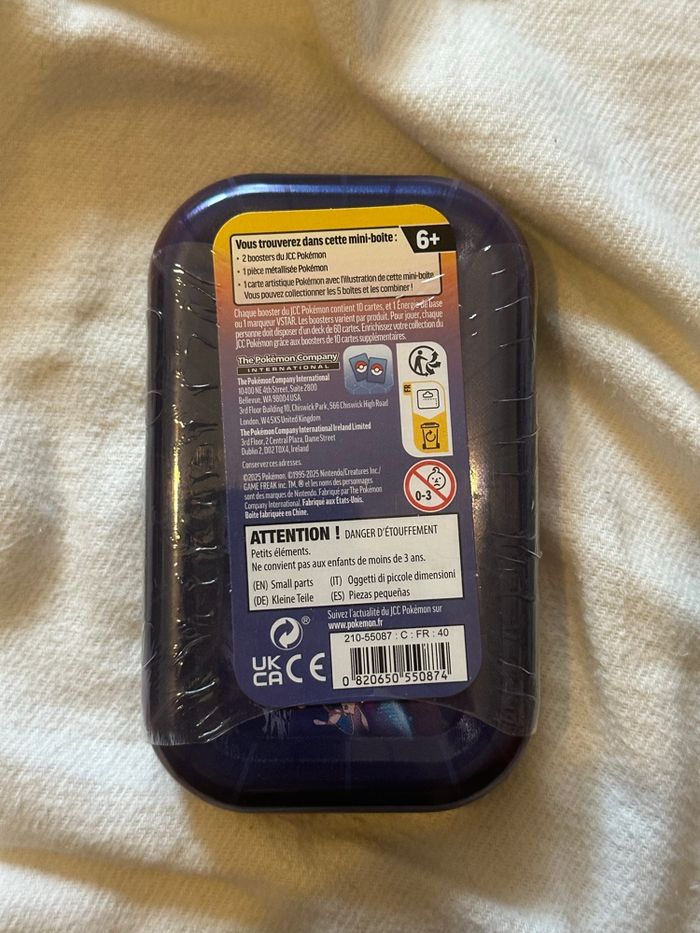 Vous trouverez dans cette mini-boîte :
6+
• 2 boosters du JCC Pokémon
• 1 pièce métallisée Pokémon
• 1 carte artistique Pokémon avec l'illustration de cette mini-boîte
Vous pouvez collectionner les 5 boîtes et les combiner !
Chaque booster du JCC Pokémon contient 10 cartes, et 1 Énergie de base
ou 1 marqueur VSTAR. Les boosters varient par produit. Pour jouer, chaque
personne doit disposer d'un deck de 60 cartes. Enrichissez votre collection du
JCC Pokémon grâce aux boosters de 10 cartes supplémentaires.
The Pokémon Company
INTERNATIONAL
The Pokémon Company International
10400 NE 4th Street, Suite 2800
Bellevue, WA 98004 USA
3rd Floor Building 10, Chiswick Park, 566 Chiswick High Road
London, W4 5XS United Kingdom
The Pokémon Company International Ireland Limited
3rd Floor, 2 Central Plaza, Dame Street
Dublin 2, D02 T0X4, Ireland
Conservez ces adresses.
FR
©2025 Pokémon. ©1995-2025 Nintendo/Creatures Inc./
GAME FREAK inc. TM, ® et les noms des personnages
sont des marques de Nintendo. Fabriqué par The Pokémon
Company International. Fabriqué aux États-Unis.
Boîte fabriquée en Chine.
0-3
ATTENTION ! DANGER D'ÉTOUFFEMENT
Petits éléments.
Ne convient pas aux enfants de moins de 3 ans.
(EN) Small parts (IT) Oggetti di piccole dimensioni
(DE) Kleine Teile (ES) Piezas pequeñas
Suivez l'actualité du JCC Pokémon sur
www.pokemon.fr
®
UK
CA CE
210-55087 : C : FR : 40
0 820650 550874